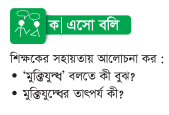 ক এসো বলি
শিক্ষকের সহায়তায় আলোচনা কর :
• ‘মুক্তিযুদ্ধ’ বলতে কী বুঝ?
• মুক্তিযুদ্ধের তাৎপর্য কী?